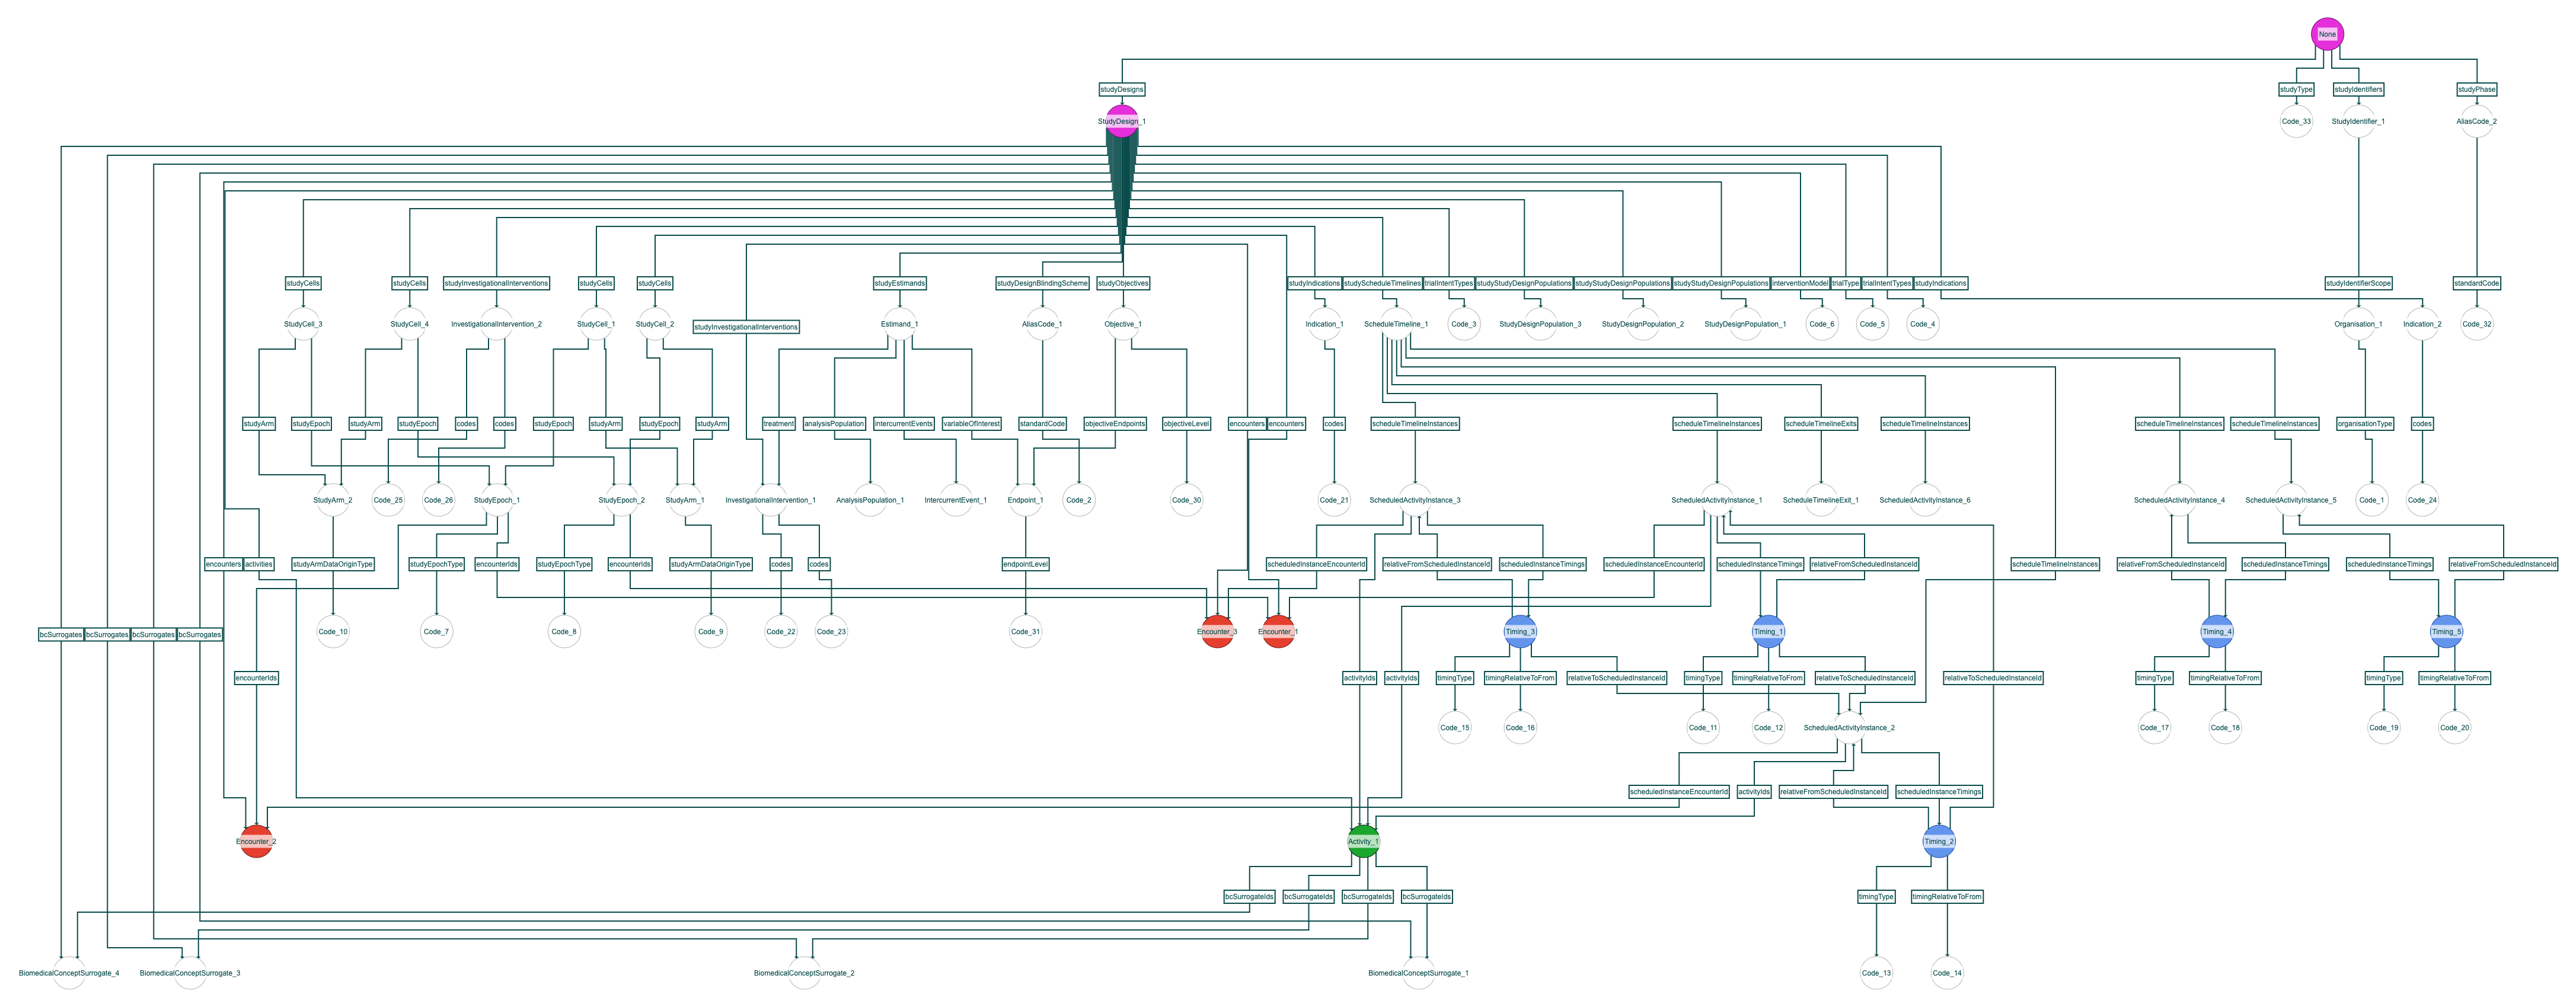 None
studyDesigns
studyType
studyIdentifiers
studyPhase
StudyDesign_1
Code_33
StudyIdentifier_1
AliasCode_2
studyCells
studyCells
studyInvestigationalInterventions
studyCells
studyCells
studyEstimands
studyDesignBlindingScheme
studyObjectives
studyIndications
studyScheduleTimelines
trialIntentTypes
studyStudyDesignPopulations
studyStudyDesignPopulations
studyStudyDesignPopulations
interventionModel
trialType
trialIntentTypes
studyIndications
studyIdentifierScope
standardCode
StudyCell_3
StudyCell_4
InvestigationalIntervention_2
StudyCell_1
StudyCell_2
studyInvestigationalInterventions
Estimand_1
AliasCode_1
Objective_1
Indication_1
ScheduleTimeline_1
Code_3
StudyDesignPopulation_3
StudyDesignPopulation_2
StudyDesignPopulation_1
Code_6
Code_5
Code_4
Organisation_1
Indication_2
Code_32
studyArm
studyEpoch
studyArm
studyEpoch
codes
codes
studyEpoch
studyArm
studyEpoch
studyArm
treatment
analysisPopulation
intercurrentEvents
variableOfInterest
standardCode
objectiveEndpoints
objectiveLevel
encounters
encounters
codes
scheduleTimelineInstances
scheduleTimelineInstances
scheduleTimelineExits
scheduleTimelineInstances
scheduleTimelineInstances
scheduleTimelineInstances
organisationType
codes
StudyArm_2
Code_25
Code_26
StudyEpoch_1
StudyEpoch_2
StudyArm_1
InvestigationalIntervention_1
AnalysisPopulation_1
IntercurrentEvent_1
Endpoint_1
Code_2
Code_30
Code_21
ScheduledActivityInstance_3
ScheduledActivityInstance_1
ScheduleTimelineExit_1
ScheduledActivityInstance_6
ScheduledActivityInstance_4
ScheduledActivityInstance_5
Code_1
Code_24
encounters
activities
studyArmDataOriginType
studyEpochType
encounterIds
studyEpochType
encounterIds
studyArmDataOriginType
codes
codes
endpointLevel
scheduledInstanceEncounterId
relativeFromScheduledInstanceId
scheduledInstanceTimings
scheduledInstanceEncounterId
scheduledInstanceTimings
relativeFromScheduledInstanceId
scheduleTimelineInstances
relativeFromScheduledInstanceId
scheduledInstanceTimings
scheduledInstanceTimings
relativeFromScheduledInstanceId
bcSurrogates
bcSurrogates
bcSurrogates
bcSurrogates
Code_10
Code_7
Code_8
Code_9
Code_22
Code_23
Code_31
Encounter_3
Encounter_1
Timing_3
Timing_1
Timing_4
Timing_5
encounterIds
activityIds
activityIds
timingType
timingRelativeToFrom
relativeToScheduledInstanceId
timingType
timingRelativeToFrom
relativeToScheduledInstanceId
relativeToScheduledInstanceId
timingType
timingRelativeToFrom
timingType
timingRelativeToFrom
Code_15
Code_16
Code_11
Code_12
ScheduledActivityInstance_2
Code_17
Code_18
Code_19
Code_20
scheduledInstanceEncounterId
activityIds
relativeFromScheduledInstanceId
scheduledInstanceTimings
Encounter_2
Activity_1
Timing_2
bcSurrogateIds
bcSurrogateIds
bcSurrogateIds
bcSurrogateIds
timingType
timingRelativeToFrom
BiomedicalConceptSurrogate_4
BiomedicalConceptSurrogate_3
BiomedicalConceptSurrogate_2
BiomedicalConceptSurrogate_1
Code_13
Code_14